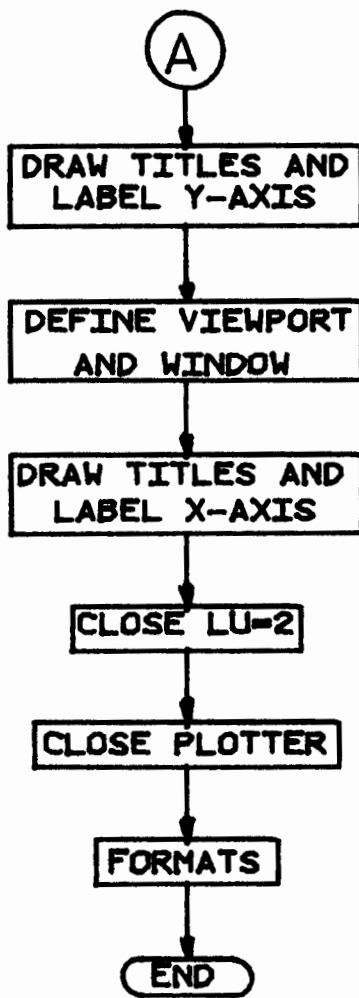 A
DRAW TITLES AND
LABEL Y-AXIS
DEFINE VIEWPORT
AND WINDOW
DRAW TITLES AND
LABEL X-AXIS
CLOSE LU=2
CLOSE PLOTTER
FORMATS
END